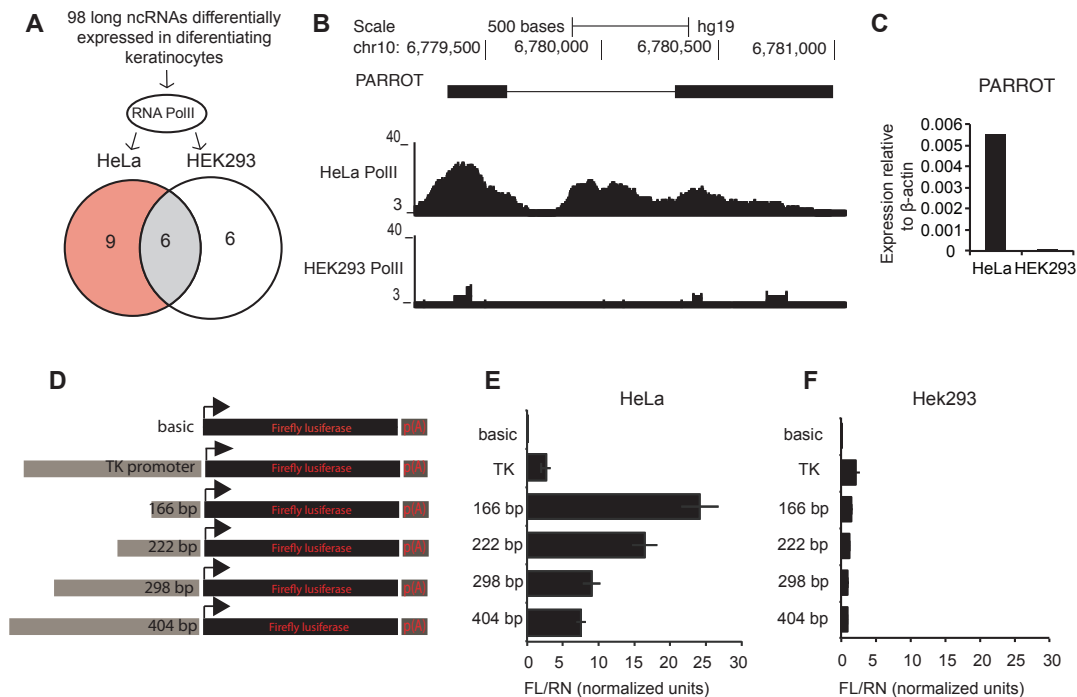 A
98 long ncRNAs differentially
expressed in diferentiating
keratinocytes
RNA PolII
HeLa
HEK293
9
6
6
B
Scale
500 bases
hg19
chr10:
6,779,500
6,780,000
6,780,500
6,781,000
PARROT
40
HeLa PolII
3
40
HEK293 PolII
3
C
PARROT
Expression relative
to β-actin
0.006
0.005
0.004
0.003
0.002
0.001
0
HeLa HEK293
D
basic
Firefly lusiferase
p(A)
TK promoter
Firefly lusiferase
p(A)
166 bp
Firefly lusiferase
p(A)
222 bp
Firefly lusiferase
p(A)
298 bp
Firefly lusiferase
p(A)
404 bp
Firefly lusiferase
p(A)
E
HeLa
basic
TK
166 bp
222 bp
298 bp
404 bp
0 5 10 15 20 25 30
FL/RN (normalized units)
F
Hek293
basic
TK
166 bp
222 bp
298 bp
404 bp
0 5 10 15 20 25 30
FL/RN (normalized units)